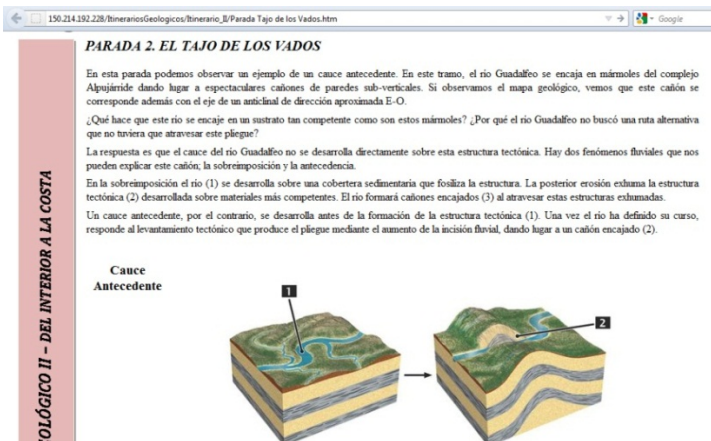 150.214.192.228/ItinerariosGeologicos/Itinerario_II/Parada Tajo de los Vados.htm
Google
PARADA 2. EL TAJO DE LOS VADOS
En esta parada podemos observar un ejemplo de un cauce antecedente. En este tramo, el rio Guadalfeo se encaja en mármoles del complejo
Alpujárride dando lugar a espectaculares cañones de paredes sub-verticales. Si observamos el mapa geológico, vemos que este cañón se
corresponde además con el eje de un anticlinal de dirección aproximada E-O.
¿Qué hace que este rio se encaje en un sustrato tan competente como son estos mármoles? ¿Por qué el rio Guadalfeo no buscó una ruta alternativa
que no tuviera que atravesar este pliegue?
La respuesta es que el cauce del rio Guadalfeo no se desarrolla directamente sobre esta estructura tectónica. Hay dos fenómenos fluviales que nos
pueden explicar este cañón; la sobreimposición y la antecedencia.
En la sobreimposición el rio (1) se desarrolla sobre una cobertera sedimentaria que fosiliza la estructura. La posterior erosión exhuma la estructura
tectónica (2) desarrollada sobre materiales más competentes. El rio formará cañones encajados (3) al atravesar estas estructuras exhumadas.
Un cauce antecedente, por el contrario, se desarrolla antes de la formación de la estructura tectónica (1). Una vez el rio ha definido su curso,
responde al levantamiento tectónico que produce el pliegue mediante el aumento de la incisión fluvial, dando lugar a un cañón encajado (2).
OLÓGICO II - DEL INTERIOR A LA COSTA
Cauce
Antecedente
1
2